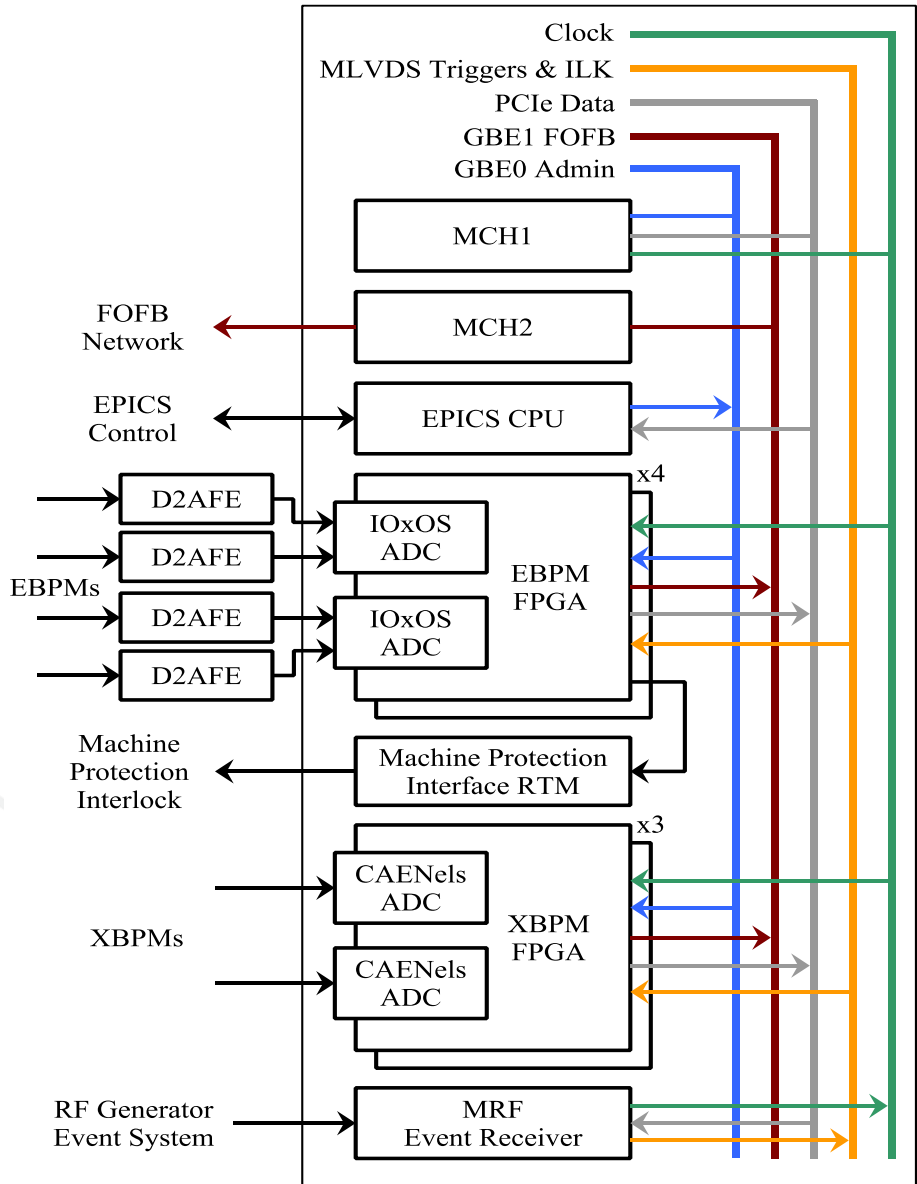 Clock
MLVDS Triggers & ILK
PCIe Data
GBE1 FOFB
GBE0 Admin
MCH1
FOFB
Network
MCH2
EPICS
Control
EPICS CPU
x4
D2AFE
D2AFE
D2AFE
D2AFE
EBPMs
IOxOS
ADC
IOxOS
ADC
EBPM
FPGA
Machine
Protection
Interlock
Machine Protection
Interface RTM
x3
XBPMs
CAENels
ADC
CAENels
ADC
XBPM
FPGA
RF Generator
Event System
MRF
Event Receiver